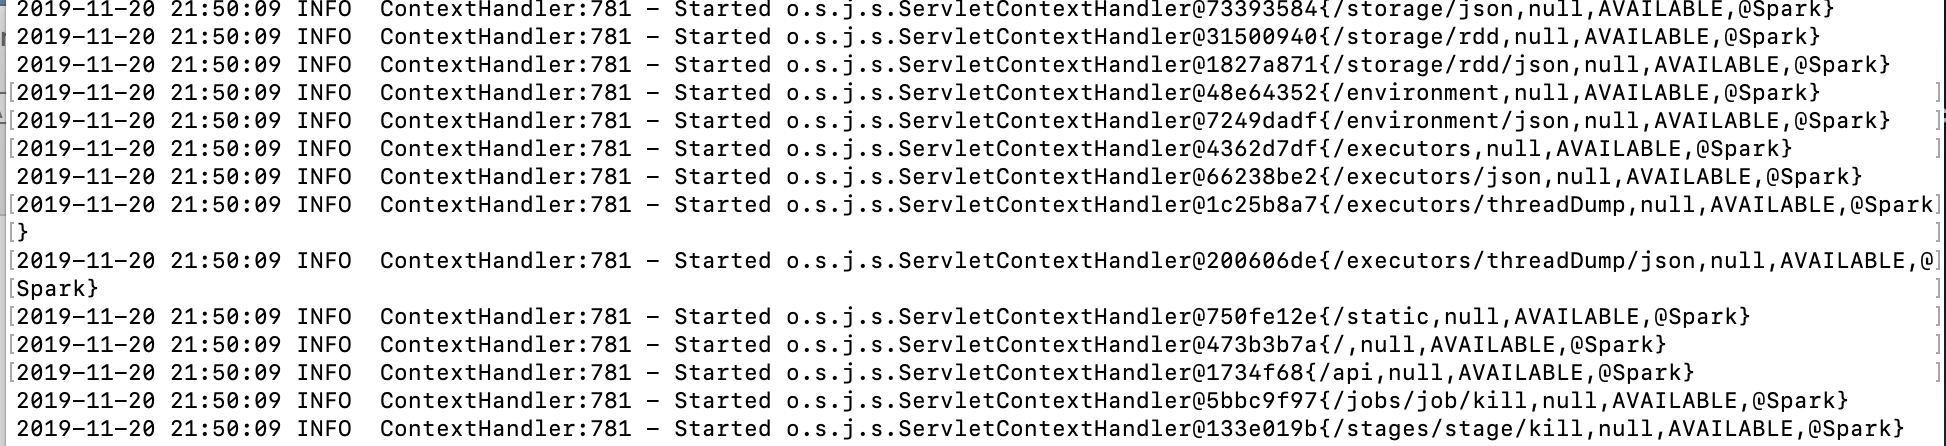 2019-11-20 21:50:09 INFO  ContextHandler:781 - Started o.s.j.s.ServletContextHandler@73393584{/storage/json,null,AVAILABLE,@Spark}
2019-11-20 21:50:09 INFO  ContextHandler:781 - Started o.s.j.s.ServletContextHandler@31500940{/storage/rdd,null,AVAILABLE,@Spark}
2019-11-20 21:50:09 INFO  ContextHandler:781 - Started o.s.j.s.ServletContextHandler@1827a871{/storage/rdd/json,null,AVAILABLE,@Spark}
[2019-11-20 21:50:09 INFO  ContextHandler:781 - Started o.s.j.s.ServletContextHandler@48e64352{/environment,null,AVAILABLE,@Spark} ]
[2019-11-20 21:50:09 INFO  ContextHandler:781 - Started o.s.j.s.ServletContextHandler@7249dadf{/environment/json,null,AVAILABLE,@Spark} ]
[2019-11-20 21:50:09 INFO  ContextHandler:781 - Started o.s.j.s.ServletContextHandler@4362d7df{/executors,null,AVAILABLE,@Spark} ]
2019-11-20 21:50:09 INFO  ContextHandler:781 - Started o.s.j.s.ServletContextHandler@66238be2{/executors/json,null,AVAILABLE,@Spark}
[2019-11-20 21:50:09 INFO  ContextHandler:781 - Started o.s.j.s.ServletContextHandler@1c25b8a7{/executors/threadDump,null,AVAILABLE,@Spark]
[} ]
[2019-11-20 21:50:09 INFO  ContextHandler:781 - Started o.s.j.s.ServletContextHandler@200606de{/executors/threadDump/json,null,AVAILABLE,@]
[Spark} ]
[2019-11-20 21:50:09 INFO  ContextHandler:781 - Started o.s.j.s.ServletContextHandler@750fe12e{/static,null,AVAILABLE,@Spark} ]
[2019-11-20 21:50:09 INFO  ContextHandler:781 - Started o.s.j.s.ServletContextHandler@473b3b7a{/,null,AVAILABLE,@Spark} ]
[2019-11-20 21:50:09 INFO  ContextHandler:781 - Started o.s.j.s.ServletContextHandler@1734f68{/api,null,AVAILABLE,@Spark} ]
2019-11-20 21:50:09 INFO  ContextHandler:781 - Started o.s.j.s.ServletContextHandler@5bbc9f97{/jobs/job/kill,null,AVAILABLE,@Spark}
2019-11-20 21:50:09 INFO  ContextHandler:781 - Started o.s.j.s.ServletContextHandler@133e019b{/stages/stage/kill,null,AVAILABLE,@Spark}